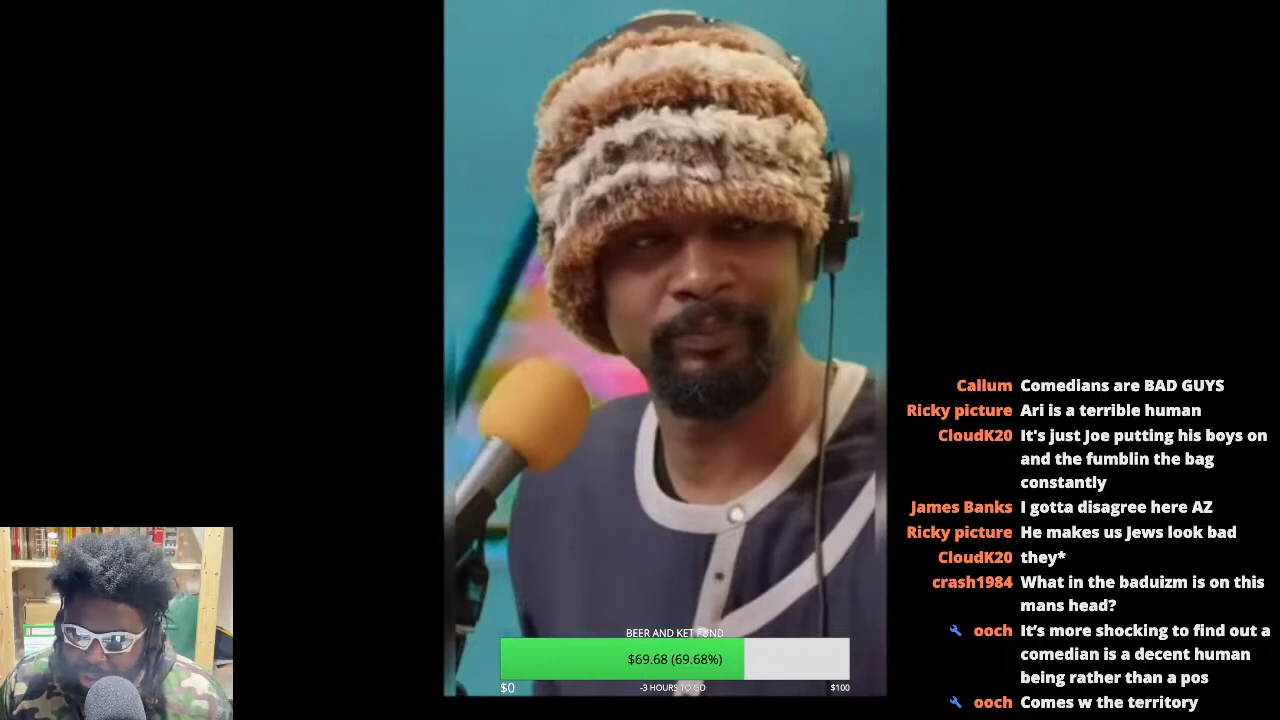 Callum Comedians are BAD GUYS
Ricky picture Ari is a terrible human
CloudK20 It's just Joe putting his boys on
and the fumblin the bag
constantly
James Banks I gotta disagree here AZ
Ricky picture He makes us Jews look bad
CloudK20 they*
crash1984 What in the baduizm is on this
mans head?
ooch It’s more shocking to find out a
comedian is a decent human
being rather than a pos
ooch Comes w the territory
BEER AND KET FUND
$69.68 (69.68%)
$0 -3 HOURS TO GO $100